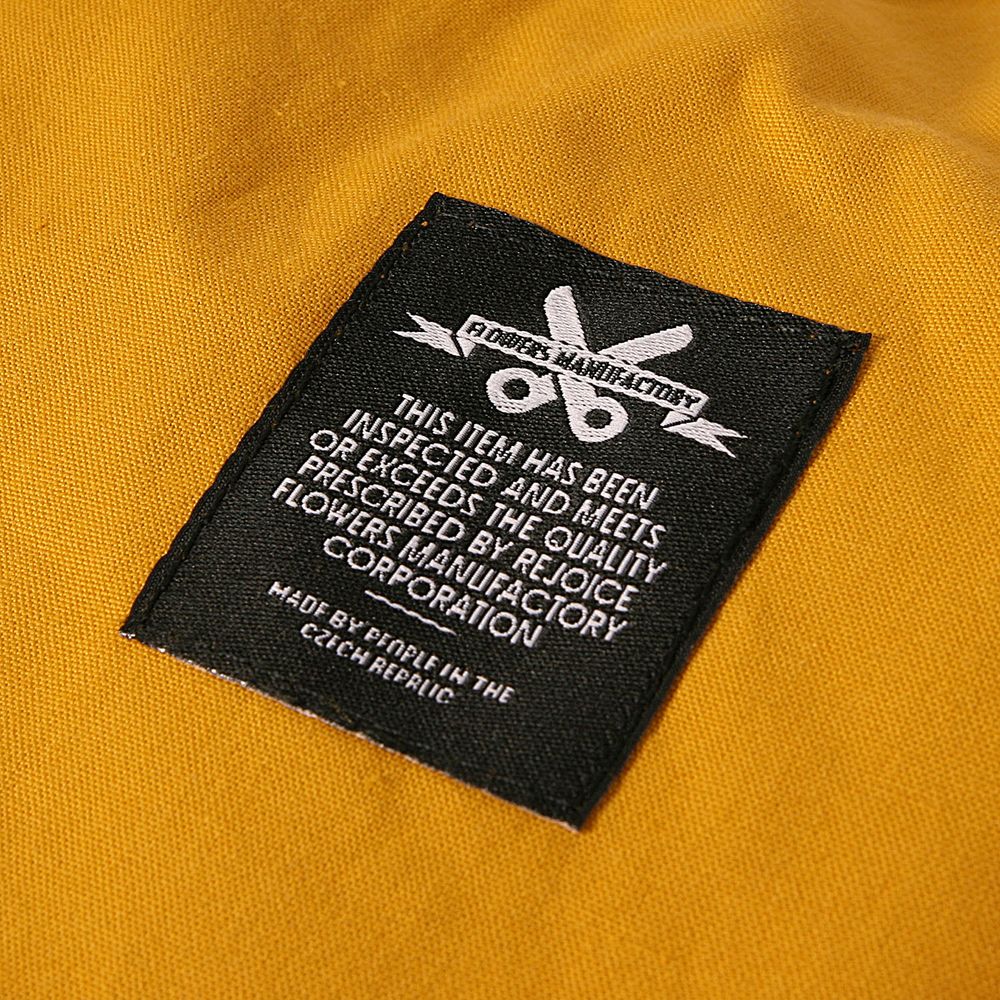 FLOWERS MANUFACTORY
THIS ITEM HAS BEEN
INSPECTED AND MEETS
OR EXCEEDS THE QUALITY
PRESCRIBED BY REJOICE
FLOWERS MANUFACTORY
CORPORATION
MADE BY PEOPLE IN THE
CZECH REPRLIC